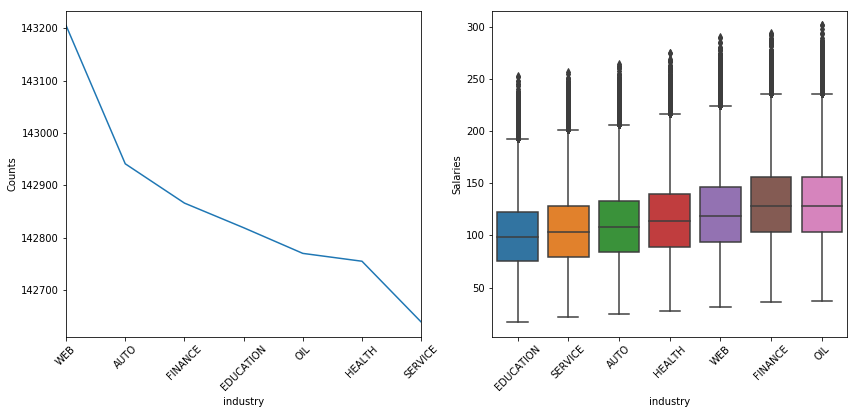 143200
143100
143000
142900
142800
142700
Counts
WEB
AUTO
FINANCE
EDUCATION
OIL
HEALTH
SERVICE
industry
300
250
200
150
100
50
Salaries
EDUCATION
SERVICE
AUTO
HEALTH
WEB
FINANCE
OIL
industry